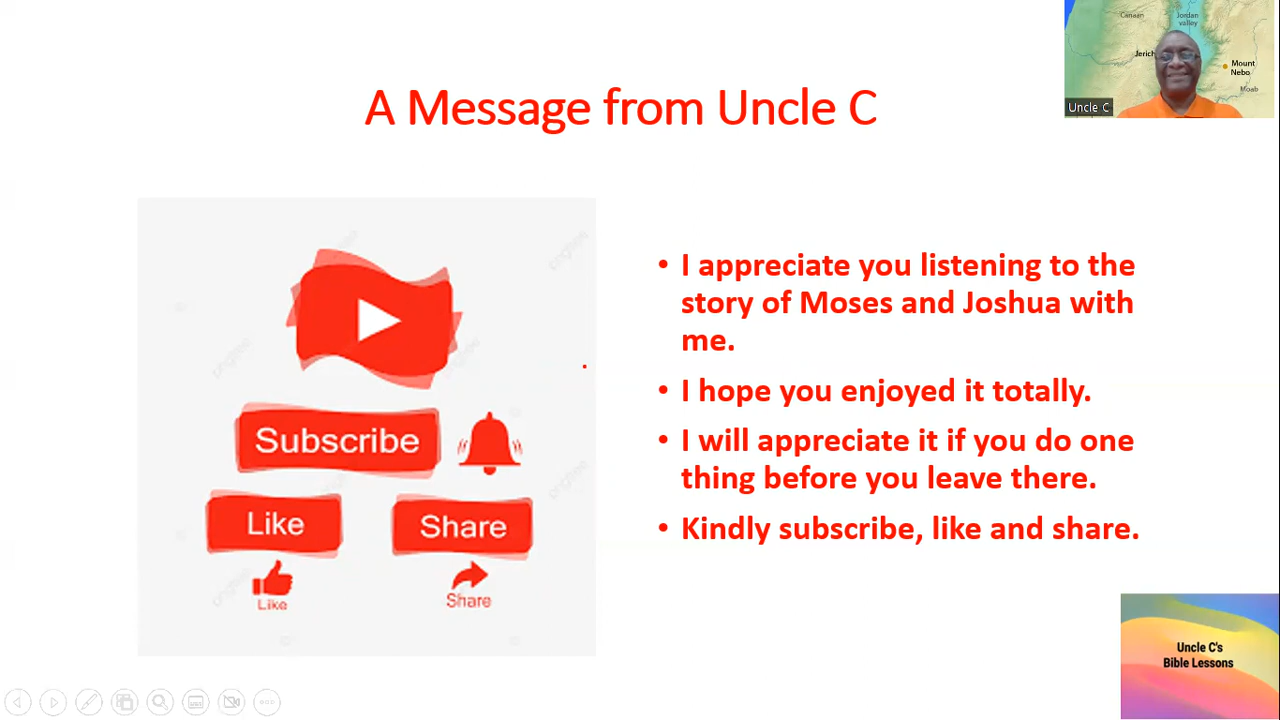 Canaan
Jordan
valley
Mount
Nebo
Moab
Uncle C
A Message from Uncle C
Subscribe
Like
Share
Like
Share
• I appreciate you listening to the
story of Moses and Joshua with
me.
• I hope you enjoyed it totally.
• I will appreciate it if you do one
thing before you leave there.
• Kindly subscribe, like and share.
Uncle C's
Bible Lessons